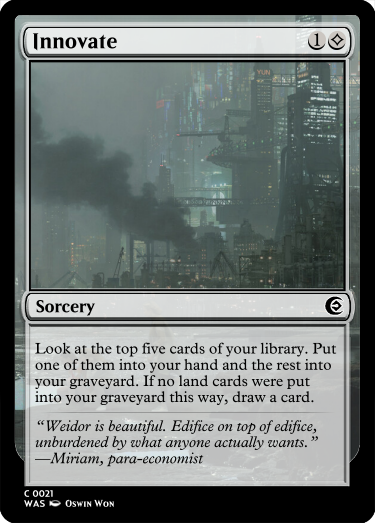 Innovate 1
YUN
Sorcery
Look at the top five cards of your library. Put
one of them into your hand and the rest into
your graveyard. If no land cards were put
into your graveyard this way, draw a card.
“Weidor is beautiful. Edifice on top of edifice,
unburdened by what anyone actually wants.”
—Miriam, para-economist
C 0021
WAS Oswin Won